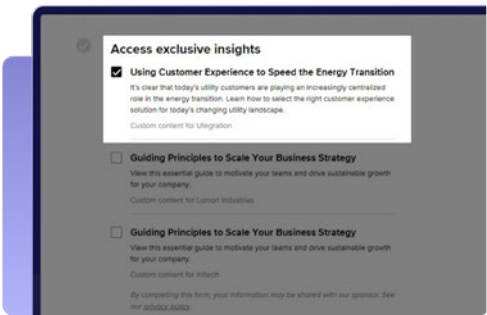 Access exclusive insights
Using Customer Experience to Speed the Energy Transition
It's clear that today's utility customers are playing an increasingly centralized
role in the energy transition. Learn how to select the right customer experience
solution for today's changing utility landscape.
Custom content for Utegration
Guiding Principles to Scale Your Business Strategy
View this essential guide to motivate your teams and drive sustainable growth
for your company.
Custom content for Lumon Industries
Guiding Principles to Scale Your Business Strategy
View this essential guide to motivate your teams and drive sustainable growth
for your company.
Custom content for Initech
By completing this form, your information may be shared with our sponsor. See
our privacy policy.